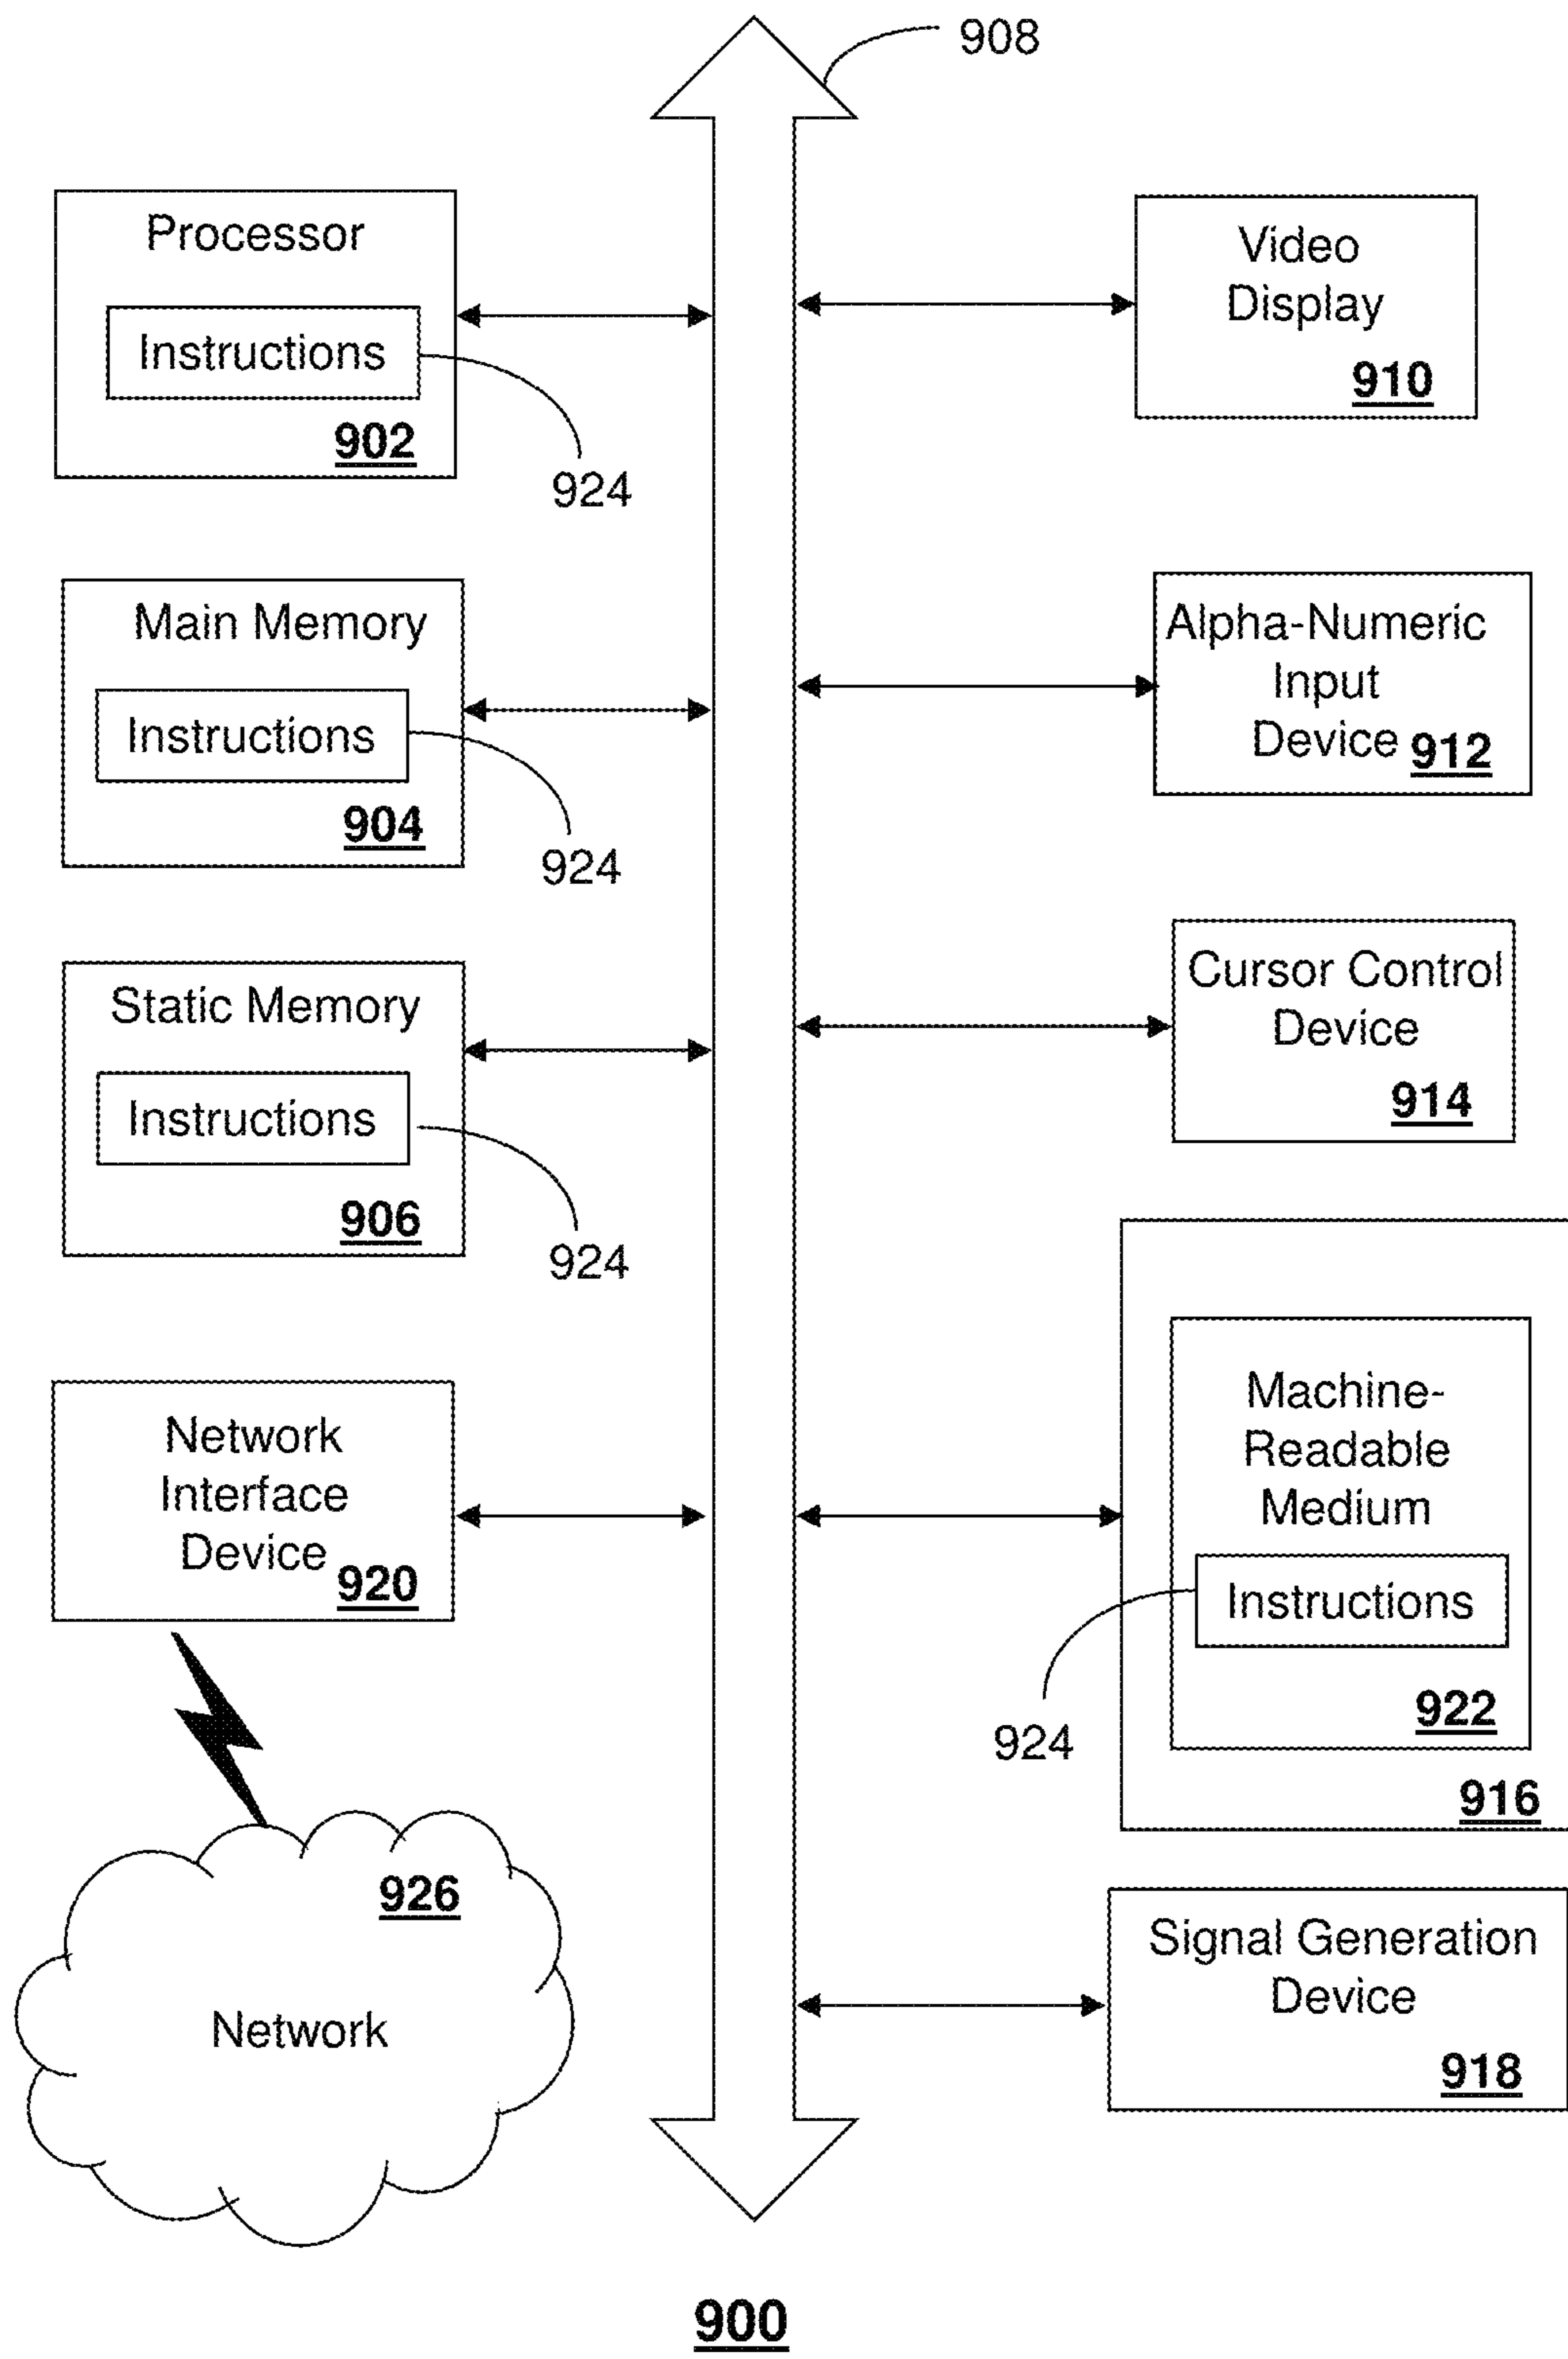 908
Processor
Instructions
902
924
Main Memory
Instructions
904
924
Static Memory
Instructions
906
924
Network
Interface
Device
920
926
Network
Video
Display
910
Alpha-Numeric
Input
Device 912
Cursor Control
Device
914
Machine-
Readable
Medium
Instructions
922
924
916
Signal Generation
Device
918
900